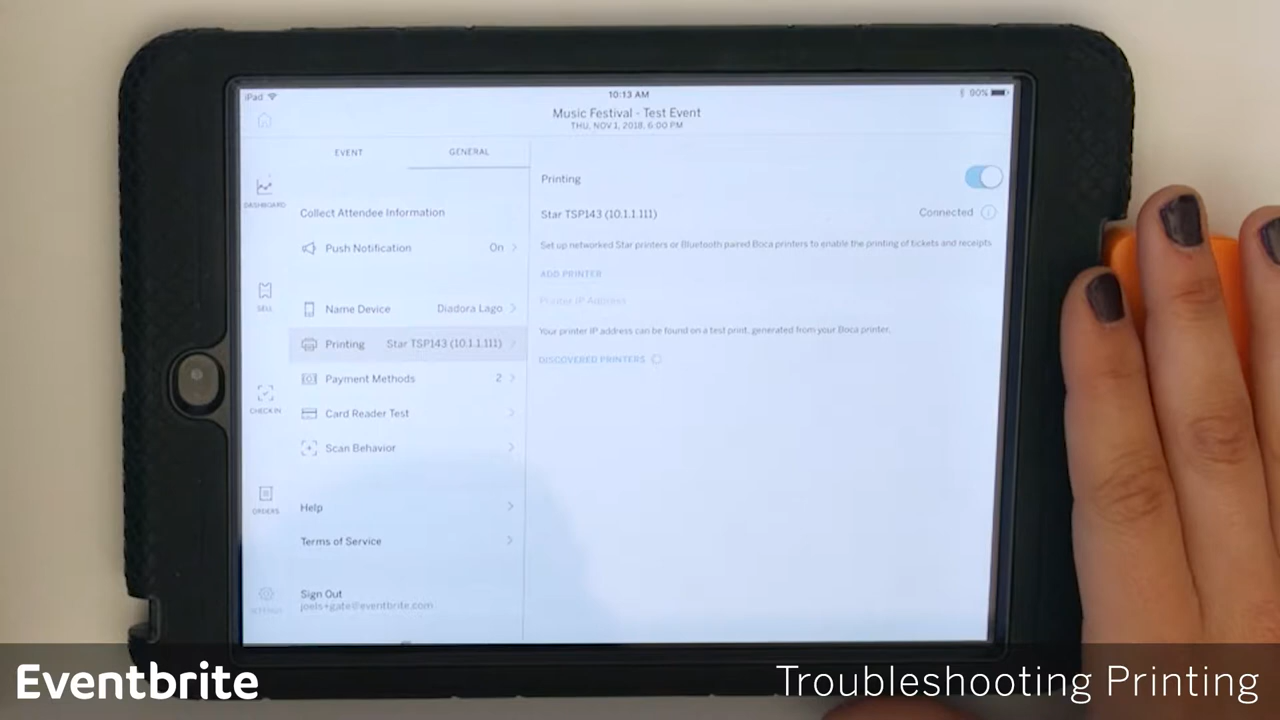 iPad
10:13 AM
90%
Music Festival - Test Event
THU, NOV 1, 2018, 6:00 PM
EVENT
GENERAL
DASHBOARD
SELL
CHECK IN
ORDERS
SETTINGS
Collect Attendee Information
Push Notification On
Name Device Diadora Lago
Printing Star TSP143 (10.1.1.111)
Payment Methods 2
Card Reader Test
Scan Behavior
Help
Terms of Service
Sign Out
joels+gate@eventbrite.com
Printing
Star TSP143 (10.1.1.111) Connected
Set up networked Star printers or Bluetooth paired Boca printers to enable the printing of tickets and receipts
ADD PRINTER
Printer IP Address
Your printer IP address can be found on a test print, generated from your Boca printer.
DISCOVERED PRINTERS
Eventbrite
Troubleshooting Printing